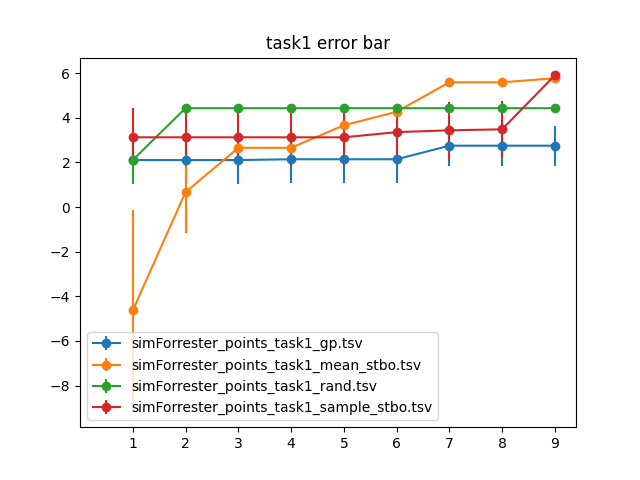 task1 error bar
6
4
2
0
−2
−4
−6
−8
simForrester_points_task1_gp.tsv
simForrester_points_task1_mean_stbo.tsv
simForrester_points_task1_rand.tsv
simForrester_points_task1_sample_stbo.tsv
1 2 3 4 5 6 7 8 9